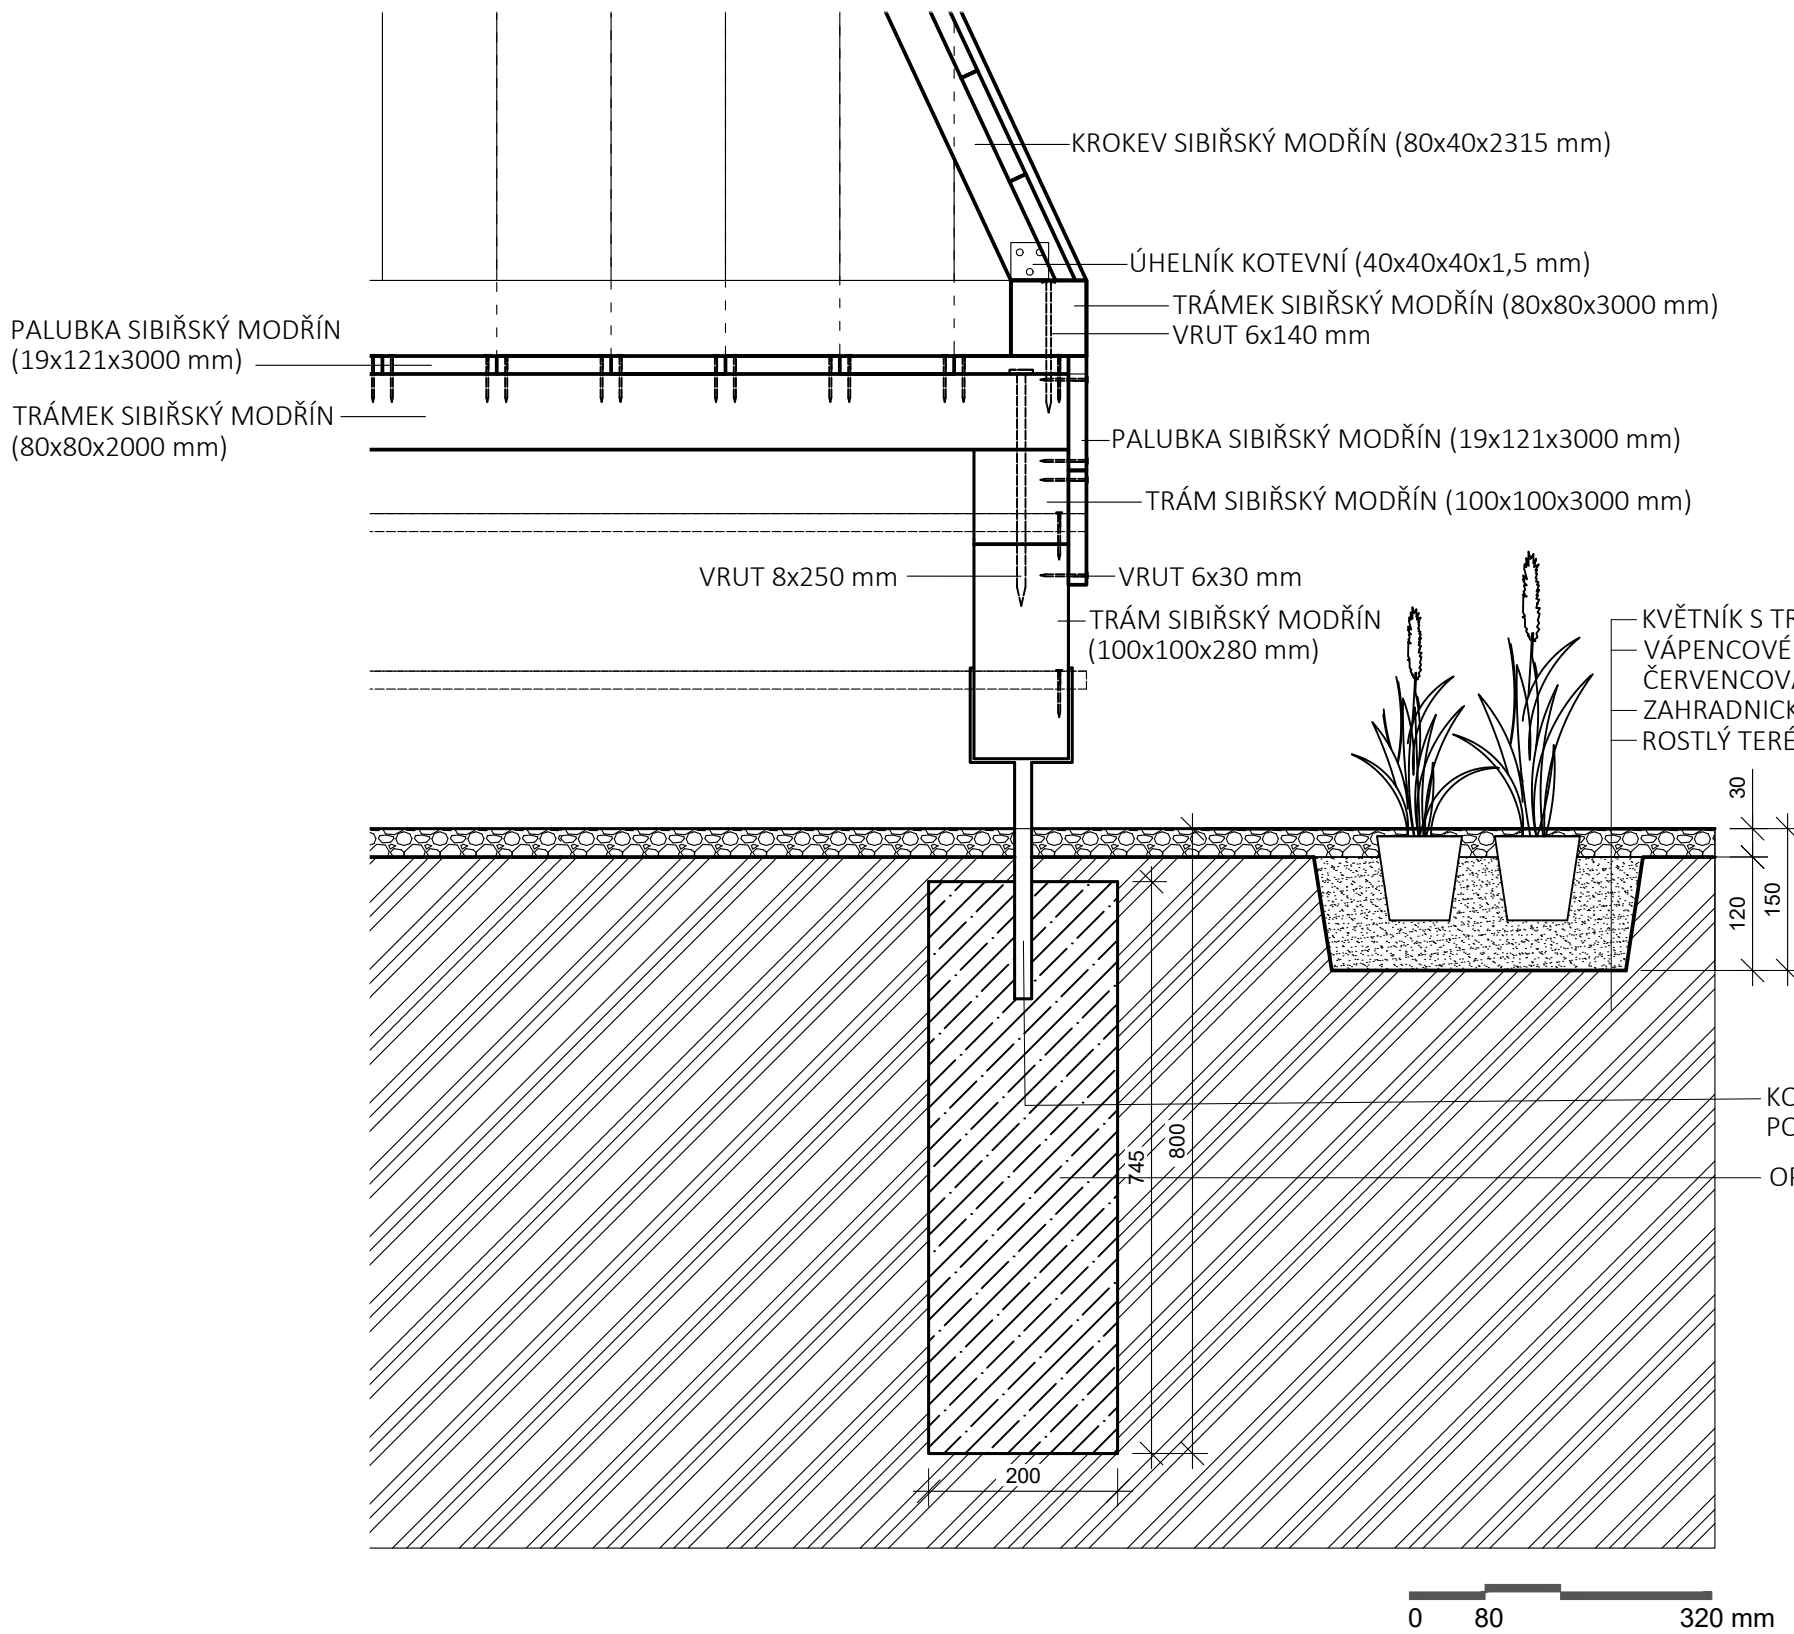 KROKEV SIBIŘSKÝ MODŘÍN (80x40x2315 mm)
ÚHELNÍK KOTEVNÍ (40x40x40x1,5 mm)
TRÁMEK SIBIŘSKÝ MODŘÍN (80x80x3000 mm)
VRUT 6x140 mm
PALUBKA SIBIŘSKÝ MODŘÍN
(19x121x3000 mm)
TRÁMEK SIBIŘSKÝ MODŘÍN
(80x80x2000 mm)
PALUBKA SIBIŘSKÝ MODŘÍN (19x121x3000 mm)
TRÁM SIBIŘSKÝ MODŘÍN (100x100x3000 mm)
VRUT 8x250 mm
VRUT 6x30 mm
TRÁM SIBIŘSKÝ MODŘÍN
(100x100x280 mm)
KVĚTNÍK S
VÁPENCOVÉ
ROSTLÝ
30
120
150
745
800
200
0 80 320 mm